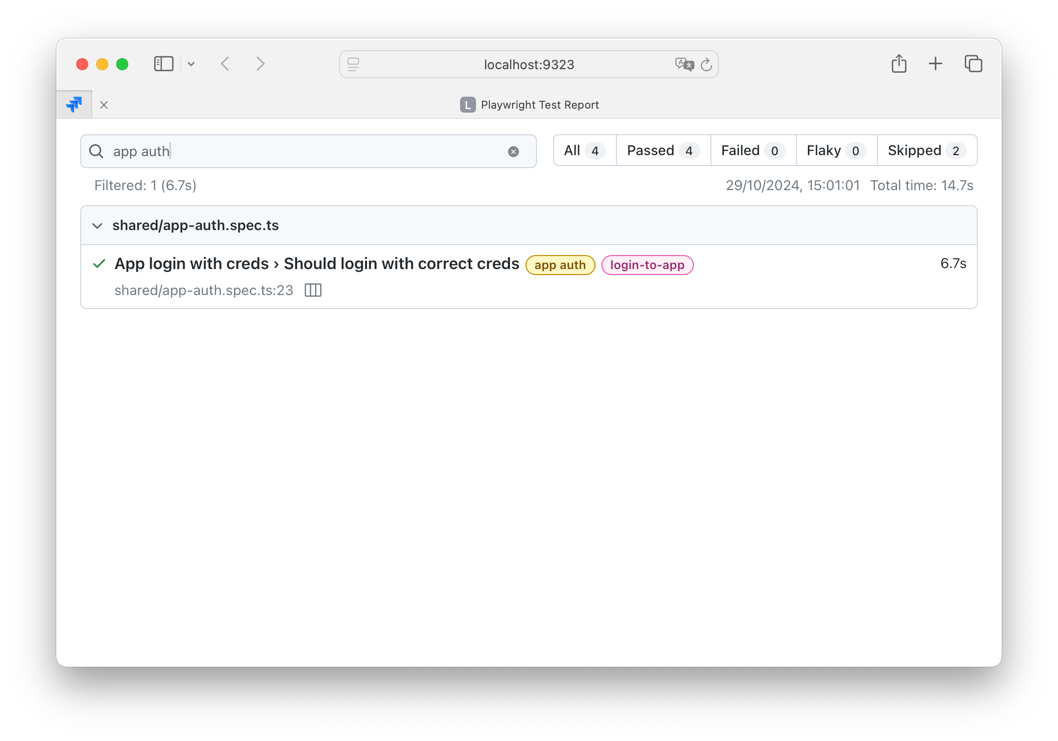 localhost:9323
L Playwright Test Report
app auth
All 4 Passed 4 Failed 0 Flaky 0 Skipped 2
Filtered: 1 (6.7s) 29/10/2024, 15:01:01 Total time: 14.7s
shared/app-auth.spec.ts
App login with creds › Should login with correct creds app auth login-to-app 6.7s
shared/app-auth.spec.ts:23